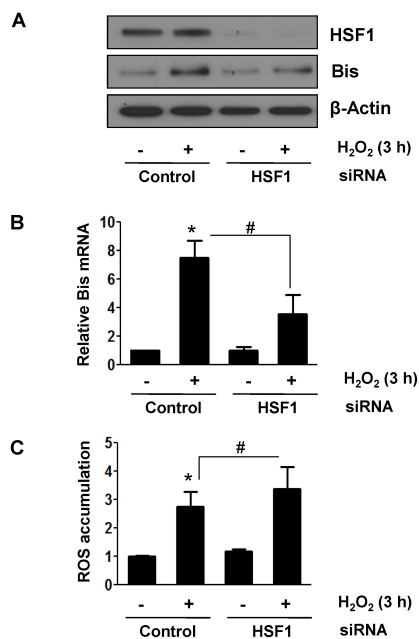 A
HSF1
Bis
β-Actin
- + - + H₂O₂ (3 h)
Control HSF1 siRNA
B
Relative Bis mRNA
10
8
6
4
2
0
* #
- + - + H₂O₂ (3 h)
Control HSF1 siRNA
C
ROS accumulation
5
4
3
2
1
0
* #
- + - + H₂O₂ (3 h)
Control HSF1 siRNA